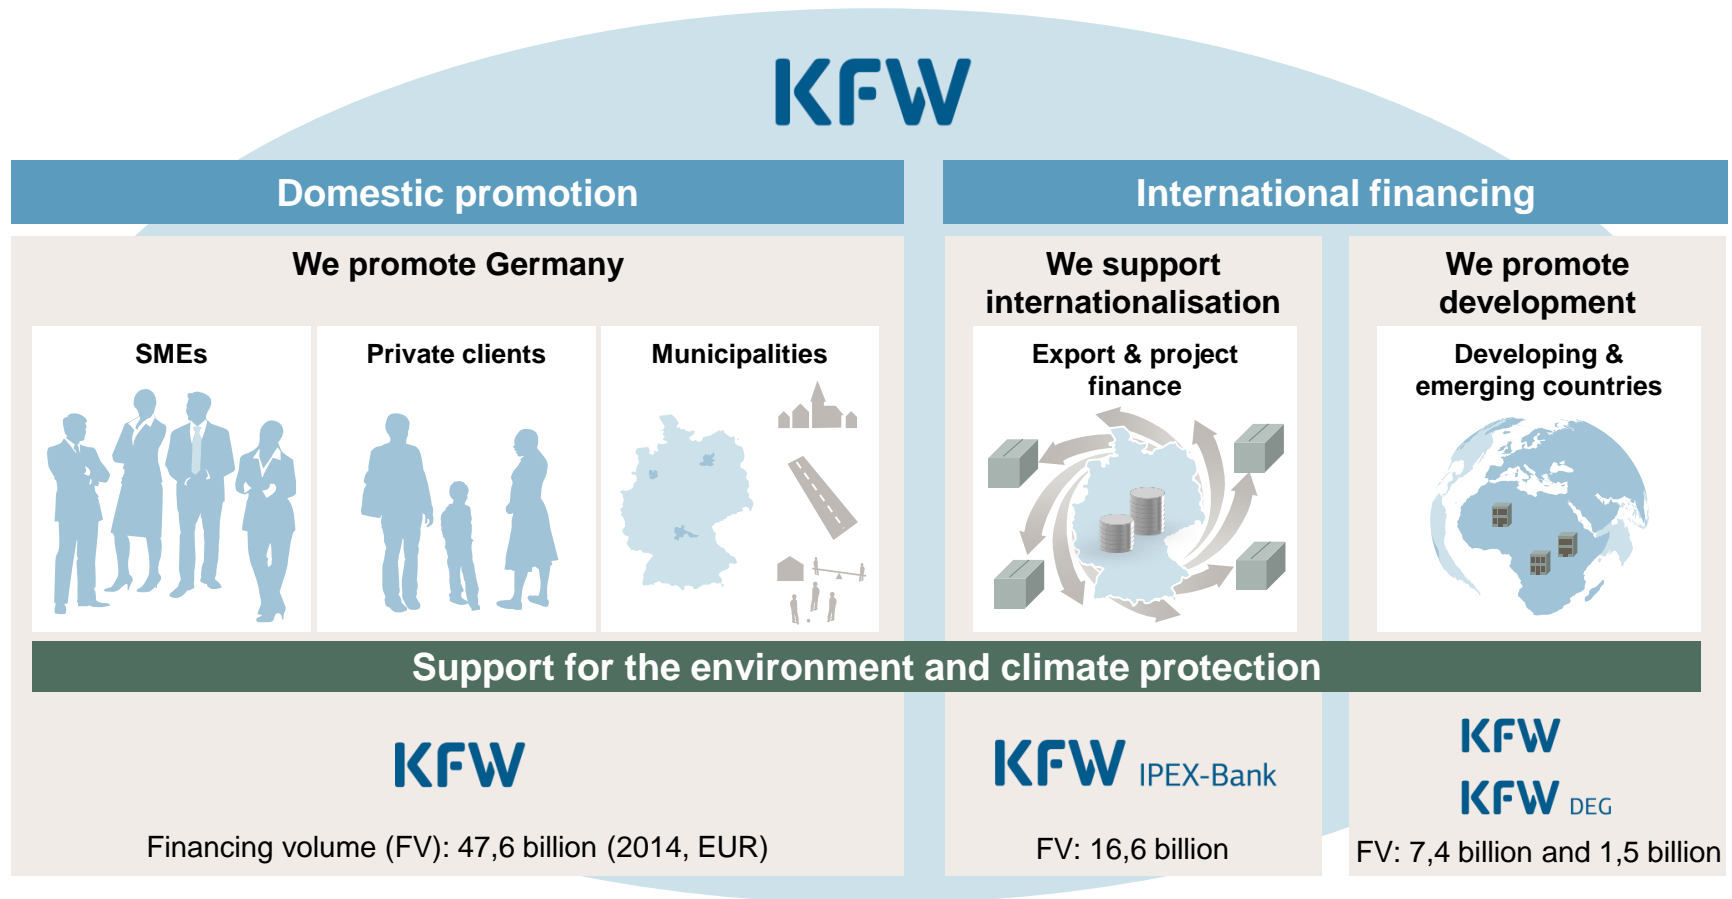 KFW
Domestic promotion
International financing
We promote Germany
SMEs
Private clients
Municipalities
We support
internationalisation
Export & project
finance
We promote
development
Developing &
emerging countries
Support for the environment and climate protection
KFW
Financing volume (FV): 47,6 billion (2014, EUR)
KFW IPEX-Bank
FV: 16,6 billion
KFW
KFW DEG
FV: 7,4 billion and 1,5 billion